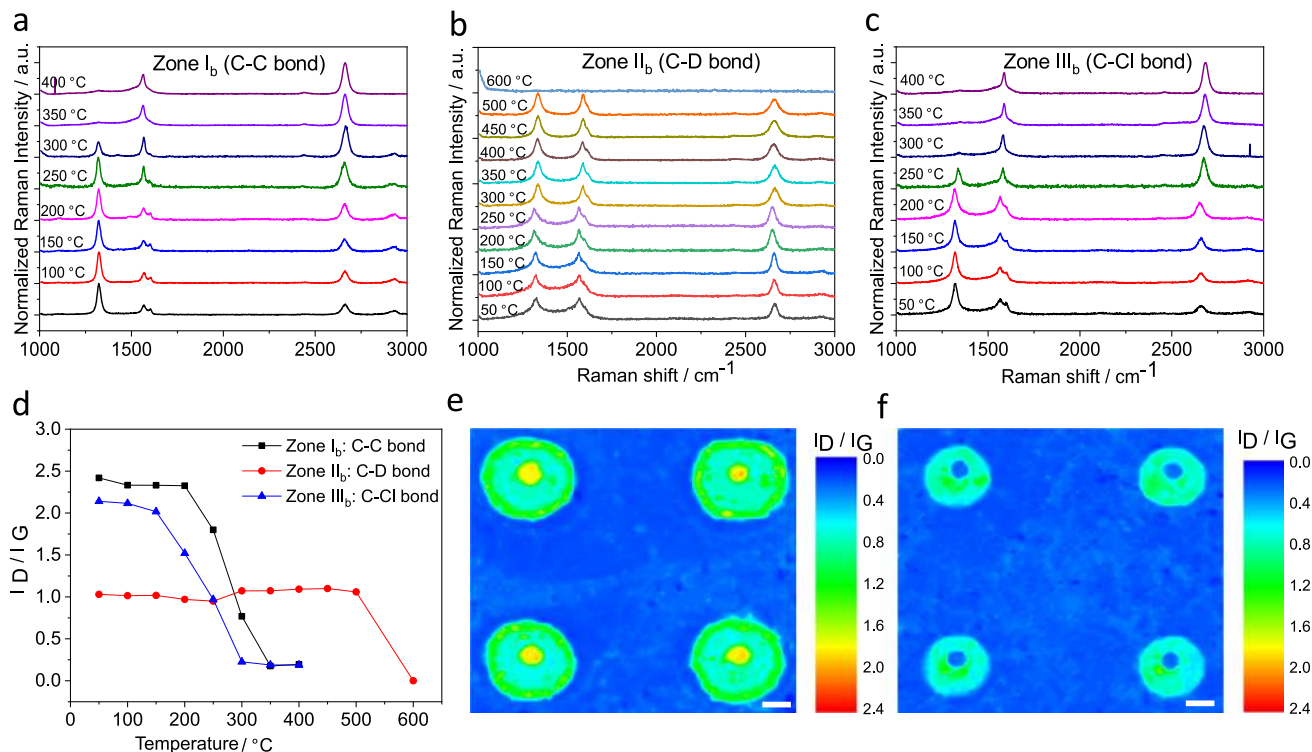 a
Zone I_b (C-C bond)
Normalized Raman Intensity / a.u.
400 °C
350 °C
300 °C
250 °C
200 °C
150 °C
100 °C
50 °C
1000 1500 2000 2500 3000
b
Zone II_b (C-D bond)
Normalized Raman Intensity / a.u.
600 °C
500 °C
450 °C
400 °C
350 °C
300 °C
250 °C
200 °C
150 °C
100 °C
50 °C
1000 1500 2000 2500 3000
Raman shift / cm⁻¹
c
Zone III_b (C-Cl bond)
Normalized Raman Intensity / a.u.
400 °C
350 °C
300 °C
250 °C
200 °C
150 °C
100 °C
50 °C
1000 1500 2000 2500 3000
Raman shift / cm⁻¹
d
I_D / I_G
3.0
2.5
2.0
1.5
1.0
0.5
0.0
Zone I_b: C-C bond
Zone II_b: C-D bond
Zone III_b: C-Cl bond
0 100 200 300 400 500 600
Temperature / °C
e
I_D / I_G
0.0
0.4
0.8
1.2
1.6
2.0
2.4
f
I_D / I_G
0.0
0.4
0.8
1.2
1.6
2.0
2.4